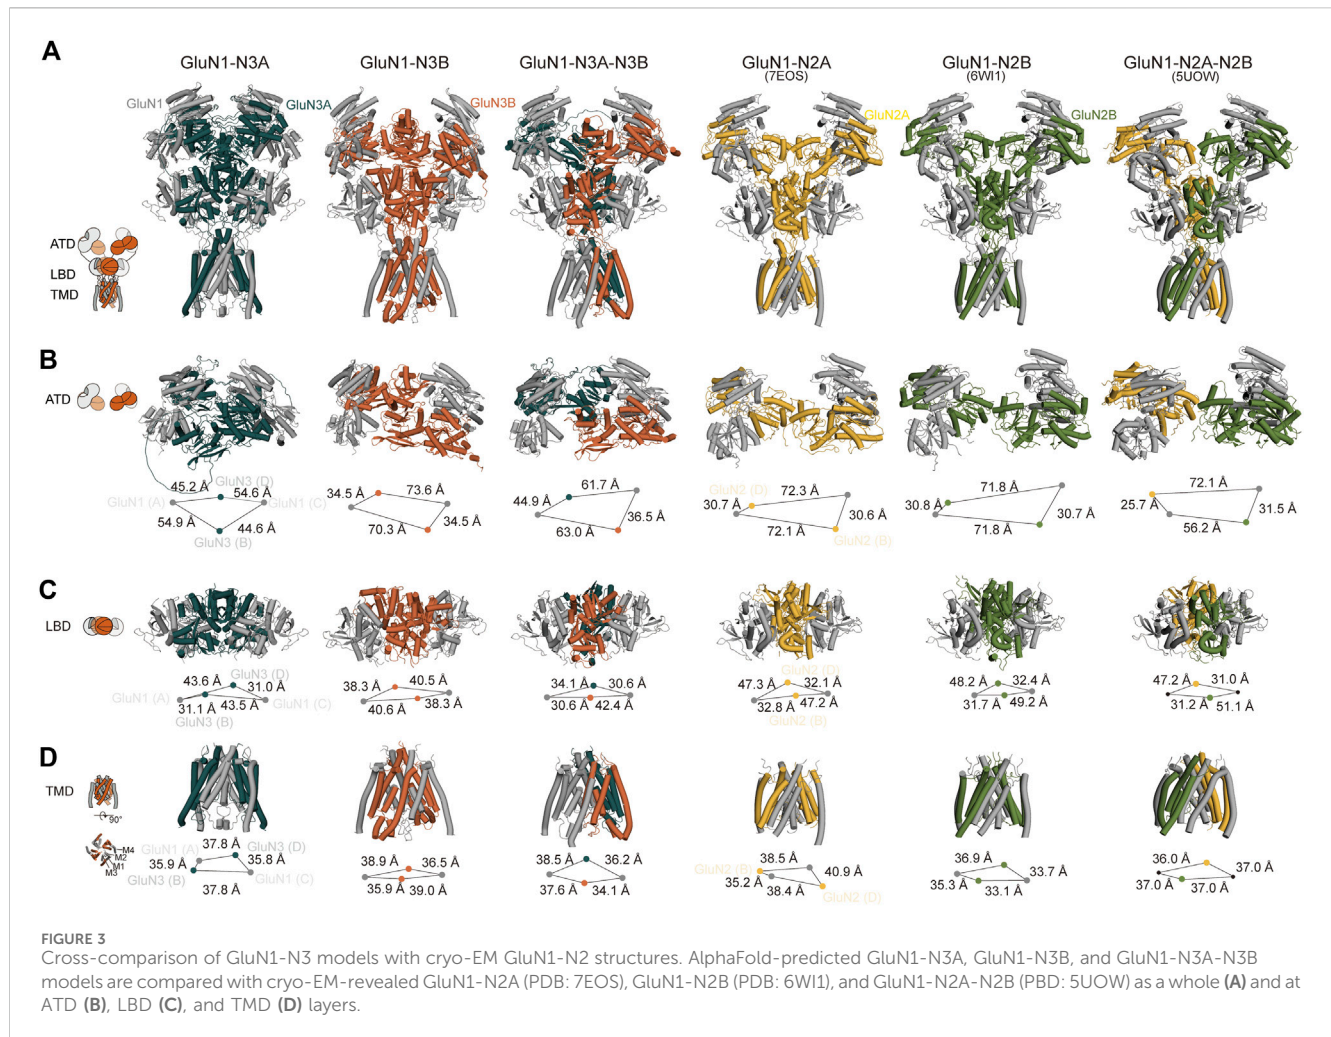 A
GluN1-N3A
GluN1-N3B
GluN1-N3A-N3B
GluN1-N2A
(7EOS)
GluN1-N2B
(6WI1)
GluN1-N2A-N2B
(5UOW)
GluN1
GluN3A
GluN3B
GluN2A
GluN2B
ATD
LBD
TMD
B
ATD
45.2 Å
GluN3 (D)
54.6 Å
GluN1 (A)
GluN1 (C)
54.9 Å
44.6 Å
GluN3 (B)
34.5 Å
73.6 Å
70.3 Å
34.5 Å
61.7 Å
44.9 Å
36.5 Å
63.0 Å
GluN2 (D)
72.3 Å
30.7 Å
30.6 Å
72.1 Å
GluN2 (B)
71.8 Å
30.8 Å
30.7 Å
71.8 Å
72.1 Å
25.7 Å
31.5 Å
56.2 Å
C
LBD
43.6 Å
GluN3 (D)
31.0 Å
GluN1 (A)
GluN1 (C)
31.1 Å
43.5 Å
GluN3 (B)
38.3 Å
40.5 Å
40.6 Å
38.3 Å
34.1 Å
30.6 Å
30.6 Å
42.4 Å
GluN2 (D)
47.3 Å
32.1 Å
32.8 Å
47.2 Å
GluN2 (B)
48.2 Å
32.4 Å
31.7 Å
49.2 Å
47.2 Å
31.0 Å
31.2 Å
51.1 Å
D
TMD
90°
M4
M2
M1
M3
37.8 Å
GluN1 (A)
GluN3 (D)
35.9 Å
35.8 Å
GluN3 (B)
GluN1 (C)
37.8 Å
38.9 Å
36.5 Å
35.9 Å
39.0 Å
38.5 Å
36.2 Å
37.6 Å
34.1 Å
38.5 Å
GluN2 (B)
40.9 Å
35.2 Å
38.4 Å
GluN2 (D)
36.9 Å
33.7 Å
35.3 Å
33.1 Å
36.0 Å
37.0 Å
37.0 Å
37.0 Å
FIGURE 3
Cross-comparison of GluN1-N3 models with cryo-EM GluN1-N2 structures. AlphaFold-predicted GluN1-N3A, GluN1-N3B, and GluN1-N3A-N3B
models are compared with cryo-EM-revealed GluN1-N2A (PDB: 7EOS), GluN1-N2B (PDB: 6WI1), and GluN1-N2A-N2B (PBD: 5UOW) as a whole (A) and at
ATD (B), LBD (C), and TMD (D) layers.